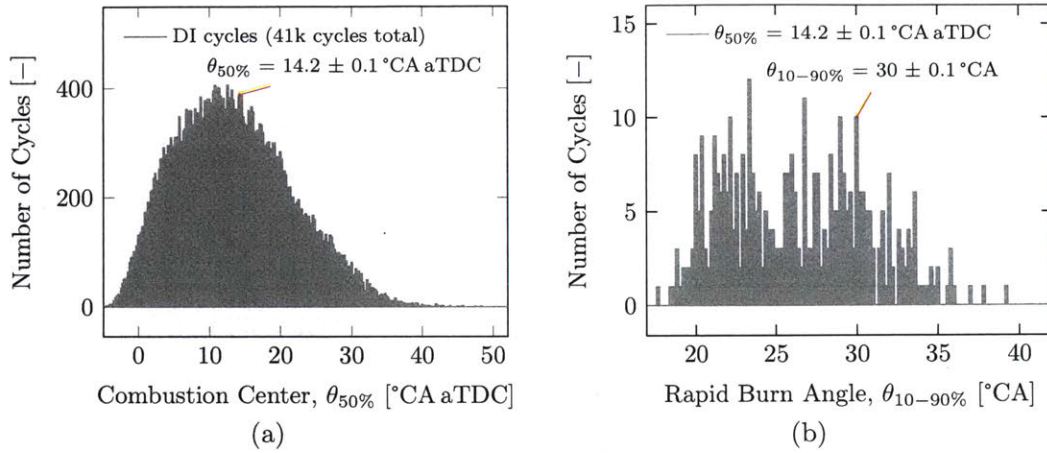 DI cycles (41k cycles total)
θ50% = 14.2 ± 0.1 °CA aTDC
Number of Cycles [−]
400
200
0
0 10 20 30 40 50
Combustion Center, θ50% [°CA aTDC]
(a)
θ50% = 14.2 ± 0.1 °CA aTDC
θ10−90% = 30 ± 0.1 °CA
Number of Cycles [−]
15
10
5
0
20 25 30 35 40
Rapid Burn Angle, θ10−90% [°CA]
(b)